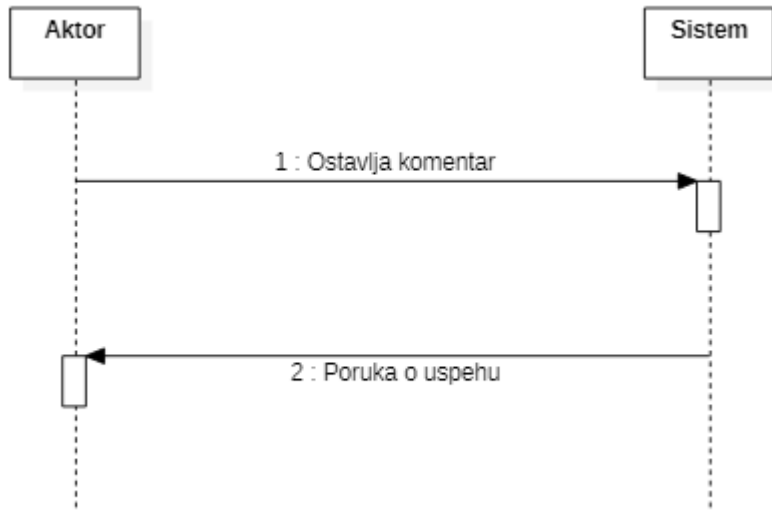 Aktor
Sistem
1 : Ostavlja komentar
2 : Poruka o uspehu